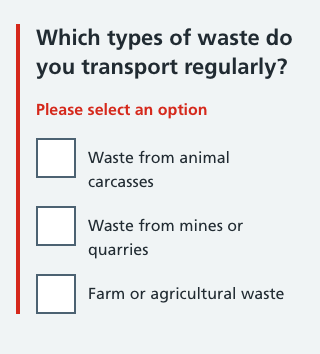 Which types of waste do
you transport regularly?
Please select an option
Waste from animal
carcasses
Waste from mines or
quarries
Farm or agricultural waste